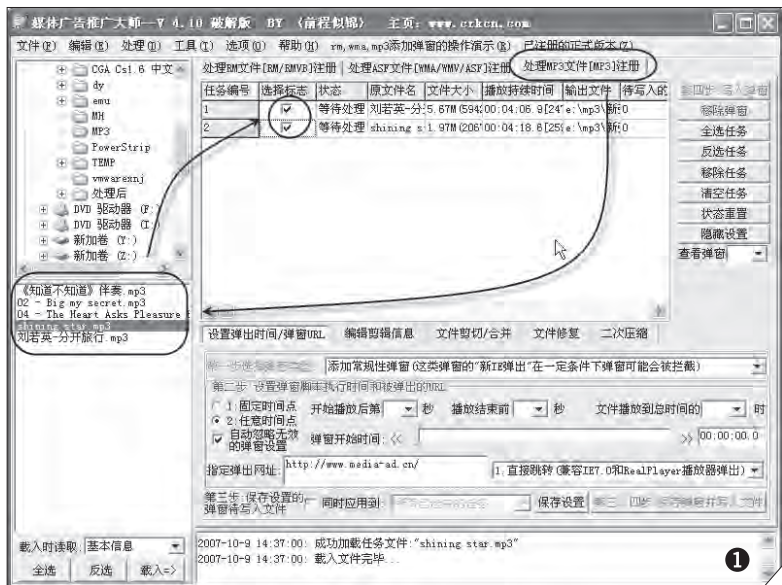 媒体广告推广大师--V 4.10 破解版 BY 〈前程似锦〉 主页: www.crkcn.com
文件(F) 编辑(E) 处理(D) 工具(T) 选项(O) 帮助(H) rm,wma,mp3添加弹窗的操作演示(R) 已注册的正式版本(Z)
CGA Cs1.6 中文
dy
emu
MH
MP3
PowerStrip
TEMP
vmwarexnj
处理后
DVD 驱动器 (F:
DVD 驱动器 (I:
新加卷 (Y:)
新加卷 (Z:)
《知道不知道》伴奏.mp3
02 - Big my secret.mp3
04 - The Heart Asks Pleasure
shining star.mp3
刘若英-分开旅行.mp3
载入时读取: 基本信息
全选 反选 载入=>
处理RM文件[RM/RMVB]注册 处理ASF文件[WMA/WMV/ASF]注册 处理MP3文件[MP3]注册
任务编号 选择标志 状态 原文件名 文件大小 播放持续时间 输出文件 待写入的
1 等待处理 刘若英-分 5.67M(594 00:04:06.9[24 e:\mp3\新 0
2 等待处理 shining s 1.97M(206 00:04:18.6[25 e:\mp3\新 0
移除弹窗
全选任务
反选任务
移除任务
清空任务
状态重置
隐藏设置
查看弹窗
设置弹出时间/弹窗URL 编辑剪辑信息 文件剪切/合并 文件修复 二次压缩
添加常规性弹窗(这类弹窗的"新IE弹出"在一定条件下弹窗可能会被拦截)
第二步 设置弹窗脚本执行时间和被弹出的URL
1:固定时间点 开始播放后第 秒 播放结束前 秒 文件播放到总时间的 时
2:任意时间点
自动忽略无效的弹窗设置 弹窗开始时间: << >> 00:00:00.0
指定弹出网址: http://www.media-ad.cn/ 1.直接跳转(兼容IE7.0和RealPlayer播放器弹出)
第三步:保存设置的弹窗待写入文件 同时应用到: 保存设置
2007-10-9 14:37:00: 成功加载任务文件:"shining star.mp3"
2007-10-9 14:37:00: 载入文件完毕...
❶